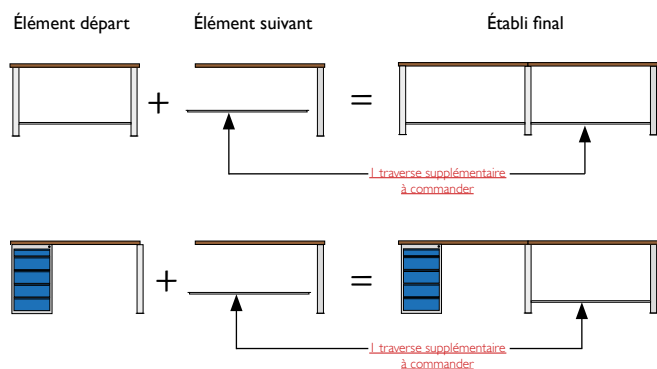 Élément départ
Élément suivant
Établi final
+
=
1 traverse supplémentaire
à commander
+
=
1 traverse supplémentaire
à commander